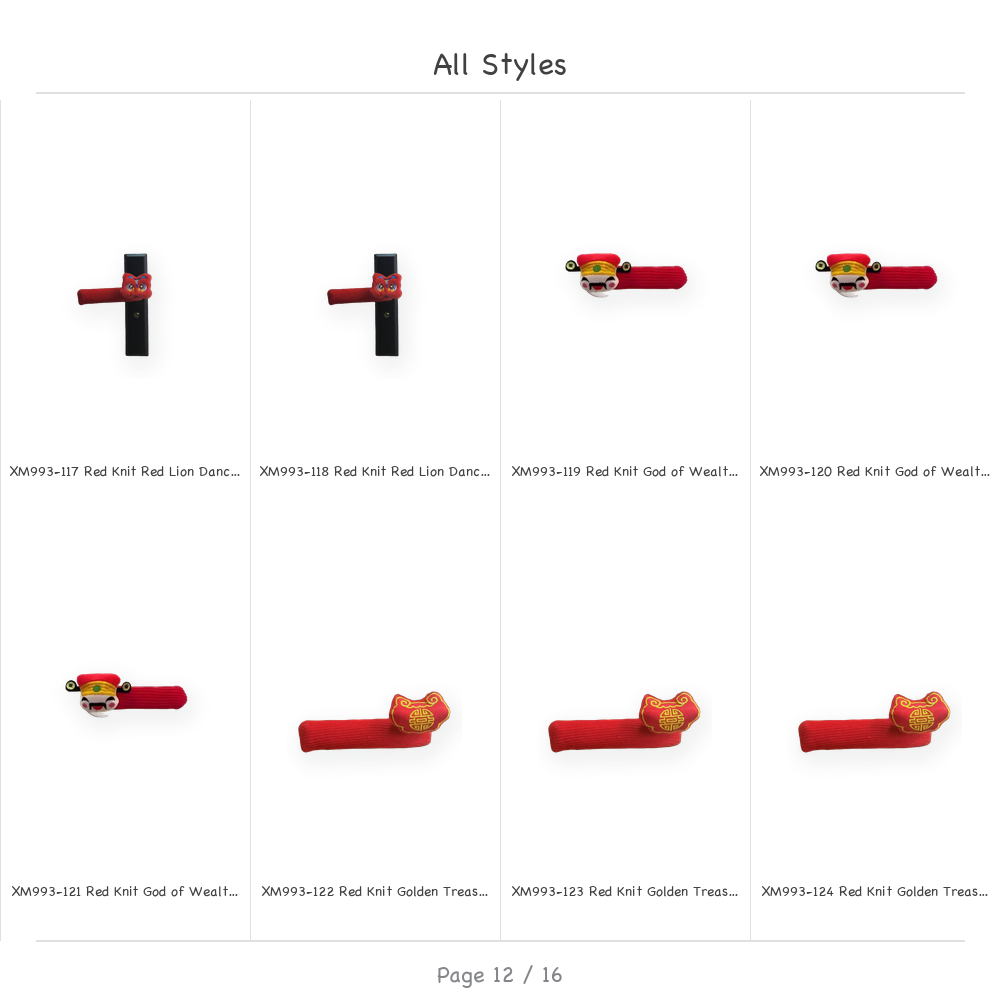 All Styles
XM993-117 Red Knit Red Lion Danc...
XM993-118 Red Knit Red Lion Danc...
XM993-119 Red Knit God of Wealt...
XM993-120 Red Knit God of Wealt...
XM993-121 Red Knit God of Wealt...
XM993-122 Red Knit Golden Treas...
XM993-123 Red Knit Golden Treas...
XM993-124 Red Knit Golden Treas...
Page 12 / 16